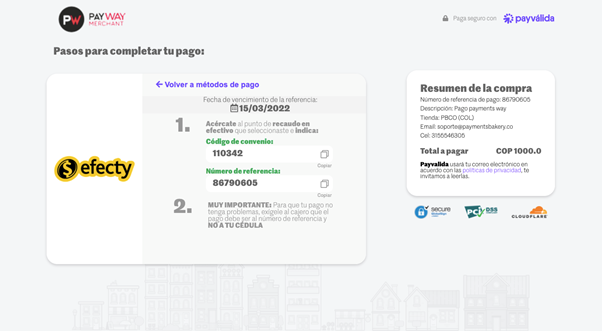 PW PAYWAY
MERCHANT
Paga seguro con payválida
Pasos para completar tu pago:
Volver a métodos de pago
Fecha de vencimiento de la referencia:
15/03/2022
1.
Acércate al punto de recaudo en
efectivo que seleccionaste e indica:
Código de convenio:
110342
Copiar
Número de referencia:
86790605
Copiar
2.
MUY IMPORTANTE: Para que tu pago no
tenga problemas, exígele al cajero que el
pago debe ser al número de referencia y
NO A TU CÉDULA
$ efecty
Resumen de la compra
Número de referencia de pago: 86790605
Descripción: Pago payments way
Tienda: PBCO (COL)
Email: soporte@paymentsbakery.co
Cel: 3155546305
Total a pagar COP 1000.0
Payvalida usará tu correo electrónico en
acuerdo con las políticas de privacidad, te
invitamos a leerlas.
secure
PCI DSS
CLOUDFLARE